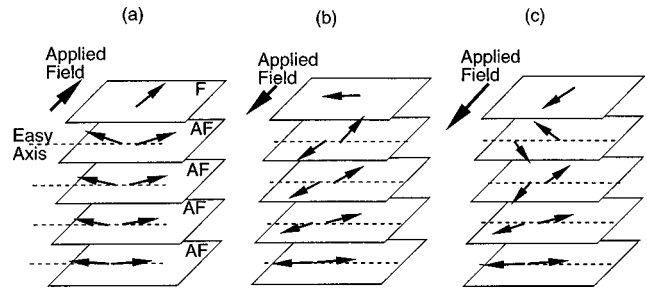 (a)
(b)
(c)
Applied
Field
F
Easy
Axis
AF
AF
AF
AF
Applied
Field
Applied
Field